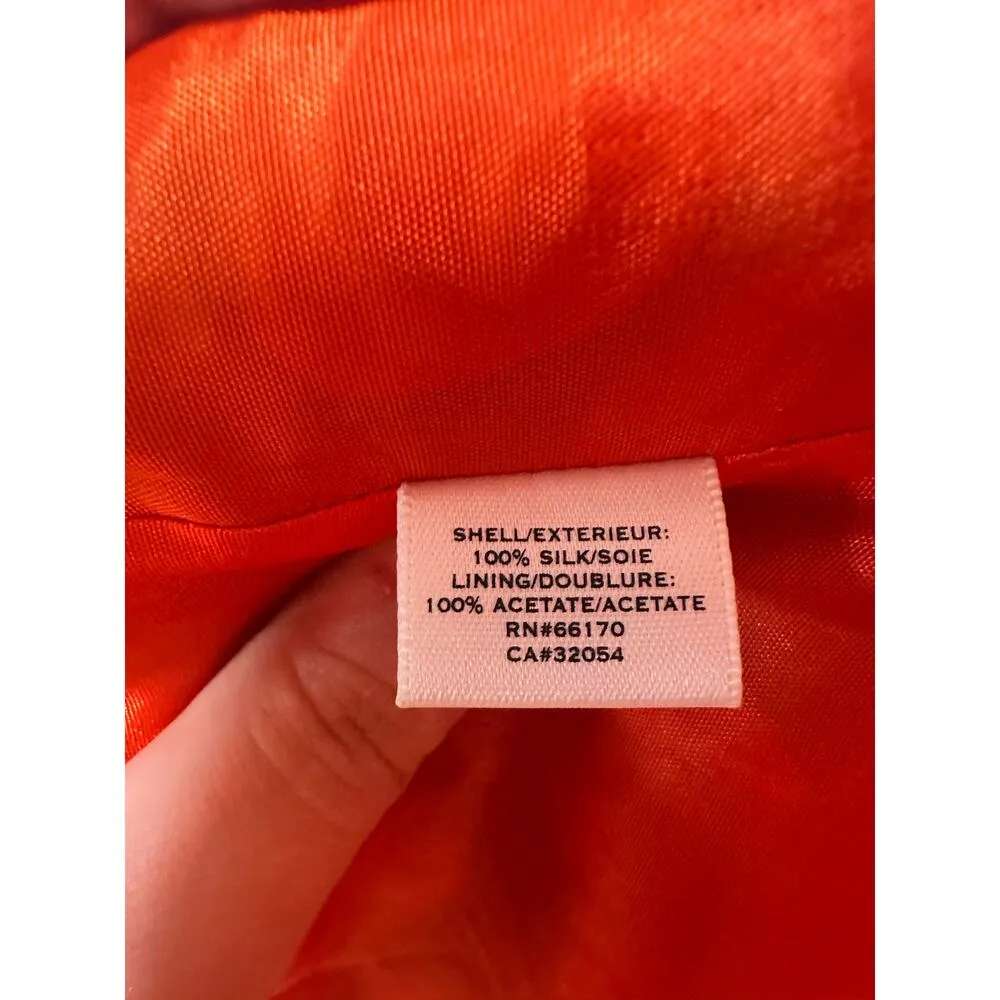 SHELL/EXTERIEUR:
100% SILK/SOIE
LINING/DOUBLURE:
100% ACETATE/ACETATE
RN#66170
CA#32054